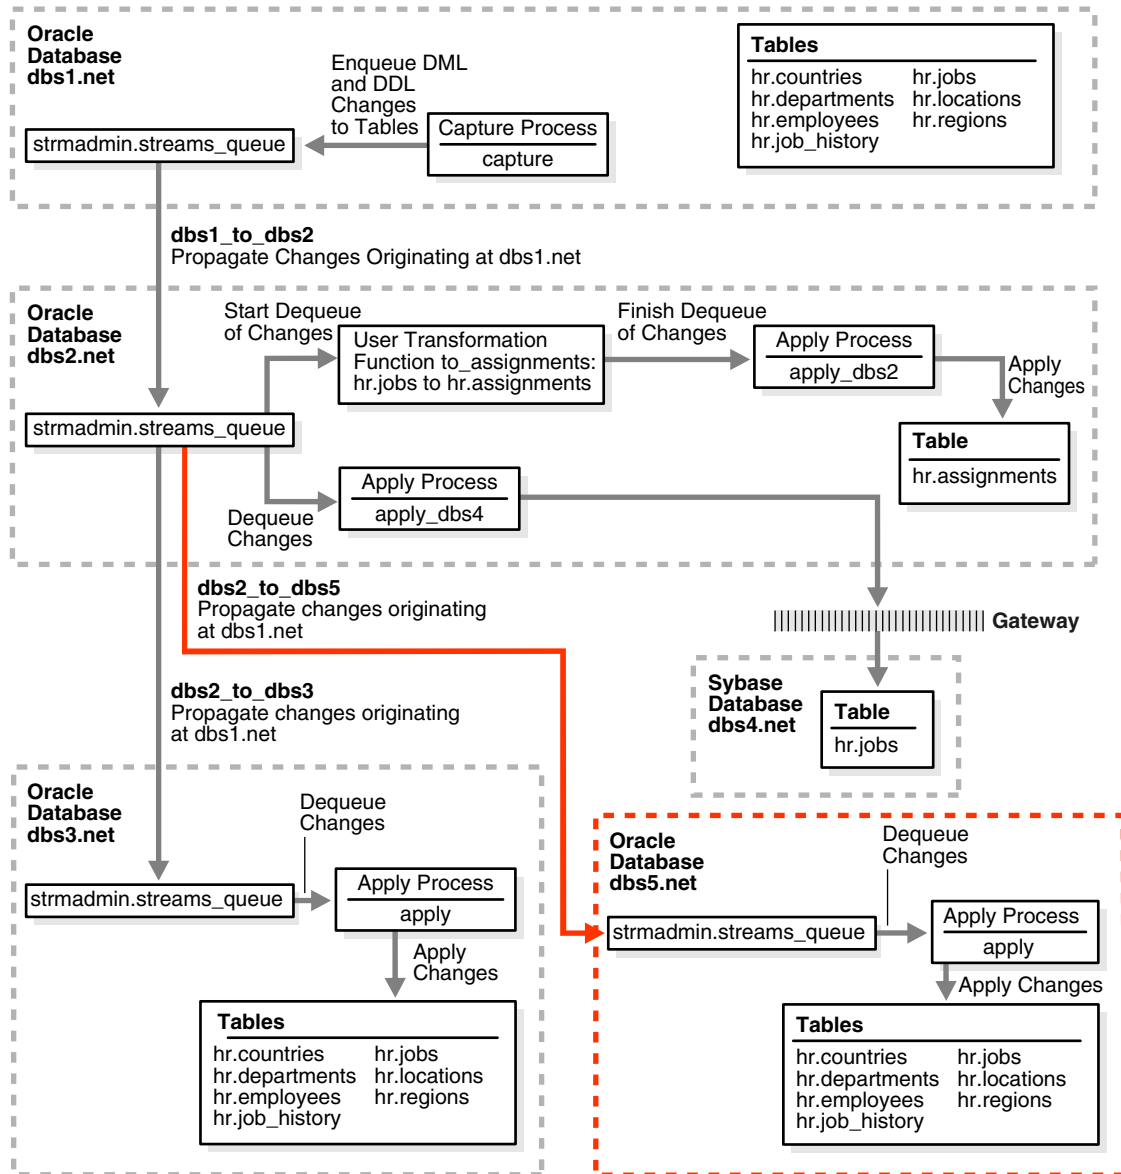 Oracle
Database
dbs1.net
Enqueue DML
and DDL
Changes
to Tables
strmadmin.streams_queue
Capture Process
capture
Tables
hr.countries hr.jobs
hr.departments hr.locations
hr.employees hr.regions
hr.job_history
dbs1_to_dbs2
Propagate Changes Originating at dbs1.net
Oracle
Database
dbs2.net
Start Dequeue
of Changes
User Transformation
Function to_assignments:
hr.jobs to hr.assignments
Finish Dequeue
of Changes
Apply Process
apply_dbs2
Apply
Changes
strmadmin.streams_queue
Table
hr.assignments
Dequeue
Changes
Apply Process
apply_dbs4
dbs2_to_dbs5
Propagate changes originating
at dbs1.net
Gateway
dbs2_to_dbs3
Propagate changes originating
at dbs1.net
Sybase
Database
dbs4.net
Table
hr.jobs
Oracle
Database
dbs3.net
Dequeue
Changes
strmadmin.streams_queue
Apply Process
apply
Apply
Changes
Tables
hr.countries hr.jobs
hr.departments hr.locations
hr.employees hr.regions
hr.job_history
Oracle
Database
dbs5.net
Dequeue
Changes
strmadmin.streams_queue
Apply Process
apply
Apply Changes
Tables
hr.countries hr.jobs
hr.departments hr.locations
hr.employees hr.regions
hr.job_history